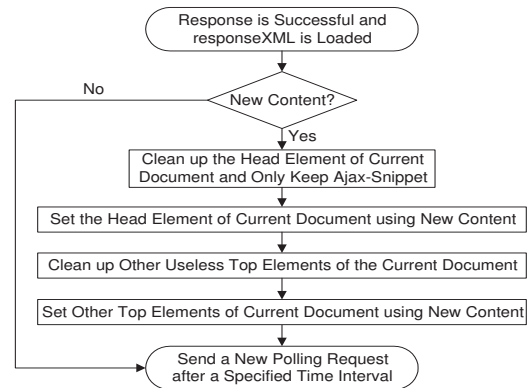 Response is Successful and
responseXML is Loaded
No
New Content?
Yes
Clean up the Head Element of Current
Document and Only Keep Ajax-Snippet
Set the Head Element of Current Document using New Content
Clean up Other Useless Top Elements of the Current Document
Set Other Top Elements of Current Document using New Content
Send a New Polling Request
after a Specified Time Interval